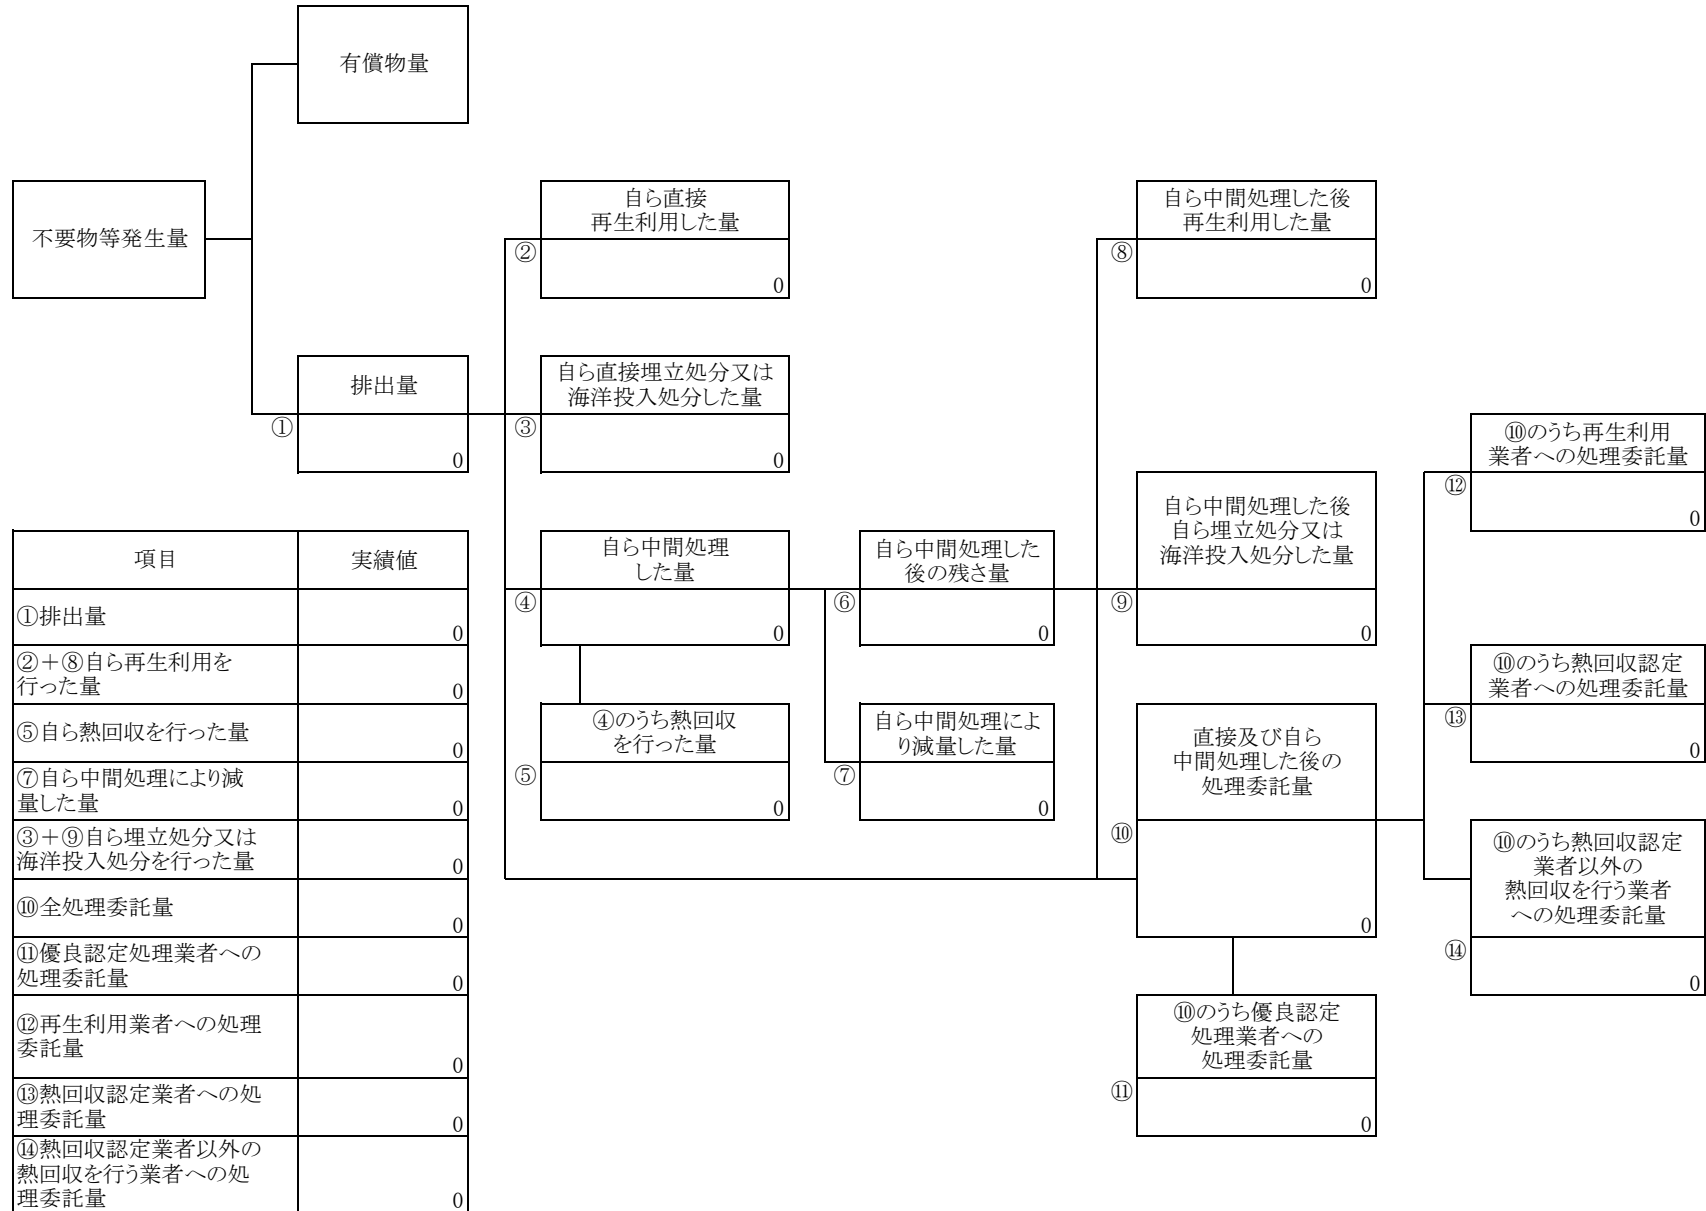 有償物量
不要物等発生量
排出量
①
0
自ら直接
再生利用した量
②
0
自ら直接埋立処分又は
海洋投入処分した量
③
0
自ら中間処理
した量
④
0
④のうち熱回収
を行った量
⑤
0
自ら中間処理した
後の残さ量
⑥
0
自ら中間処理によ
り減量した量
⑦
0
自ら中間処理した後
再生利用した量
⑧
0
自ら中間処理した後
自ら埋立処分又は
海洋投入処分した量
⑨
0
直接及び自ら
中間処理した後の
処理委託量
⑩
0
⑩のうち優良認定
処理業者への
処理委託量
⑪
0
⑩のうち再生利用
業者への処理委託量
⑫
0
⑩のうち熱回収認定
業者への処理委託量
⑬
0
⑩のうち熱回収認定
業者以外の
熱回収を行う業者
への処理委託量
⑭
0
項目 実績値
①排出量
0
②＋⑧自ら再生利用を
行った量
0
⑤自ら熱回収を行った量
0
⑦自ら中間処理により減
量した量
0
③＋⑨自ら埋立処分又は
海洋投入処分を行った量
0
⑩全処理委託量
0
⑪優良認定処理業者への
処理委託量
0
⑫再生利用業者への処理
委託量
0
⑬熱回収認定業者への処
理委託量
0
⑭熱回収認定業者以外の
熱回収を行う業者への処
理委託量
0